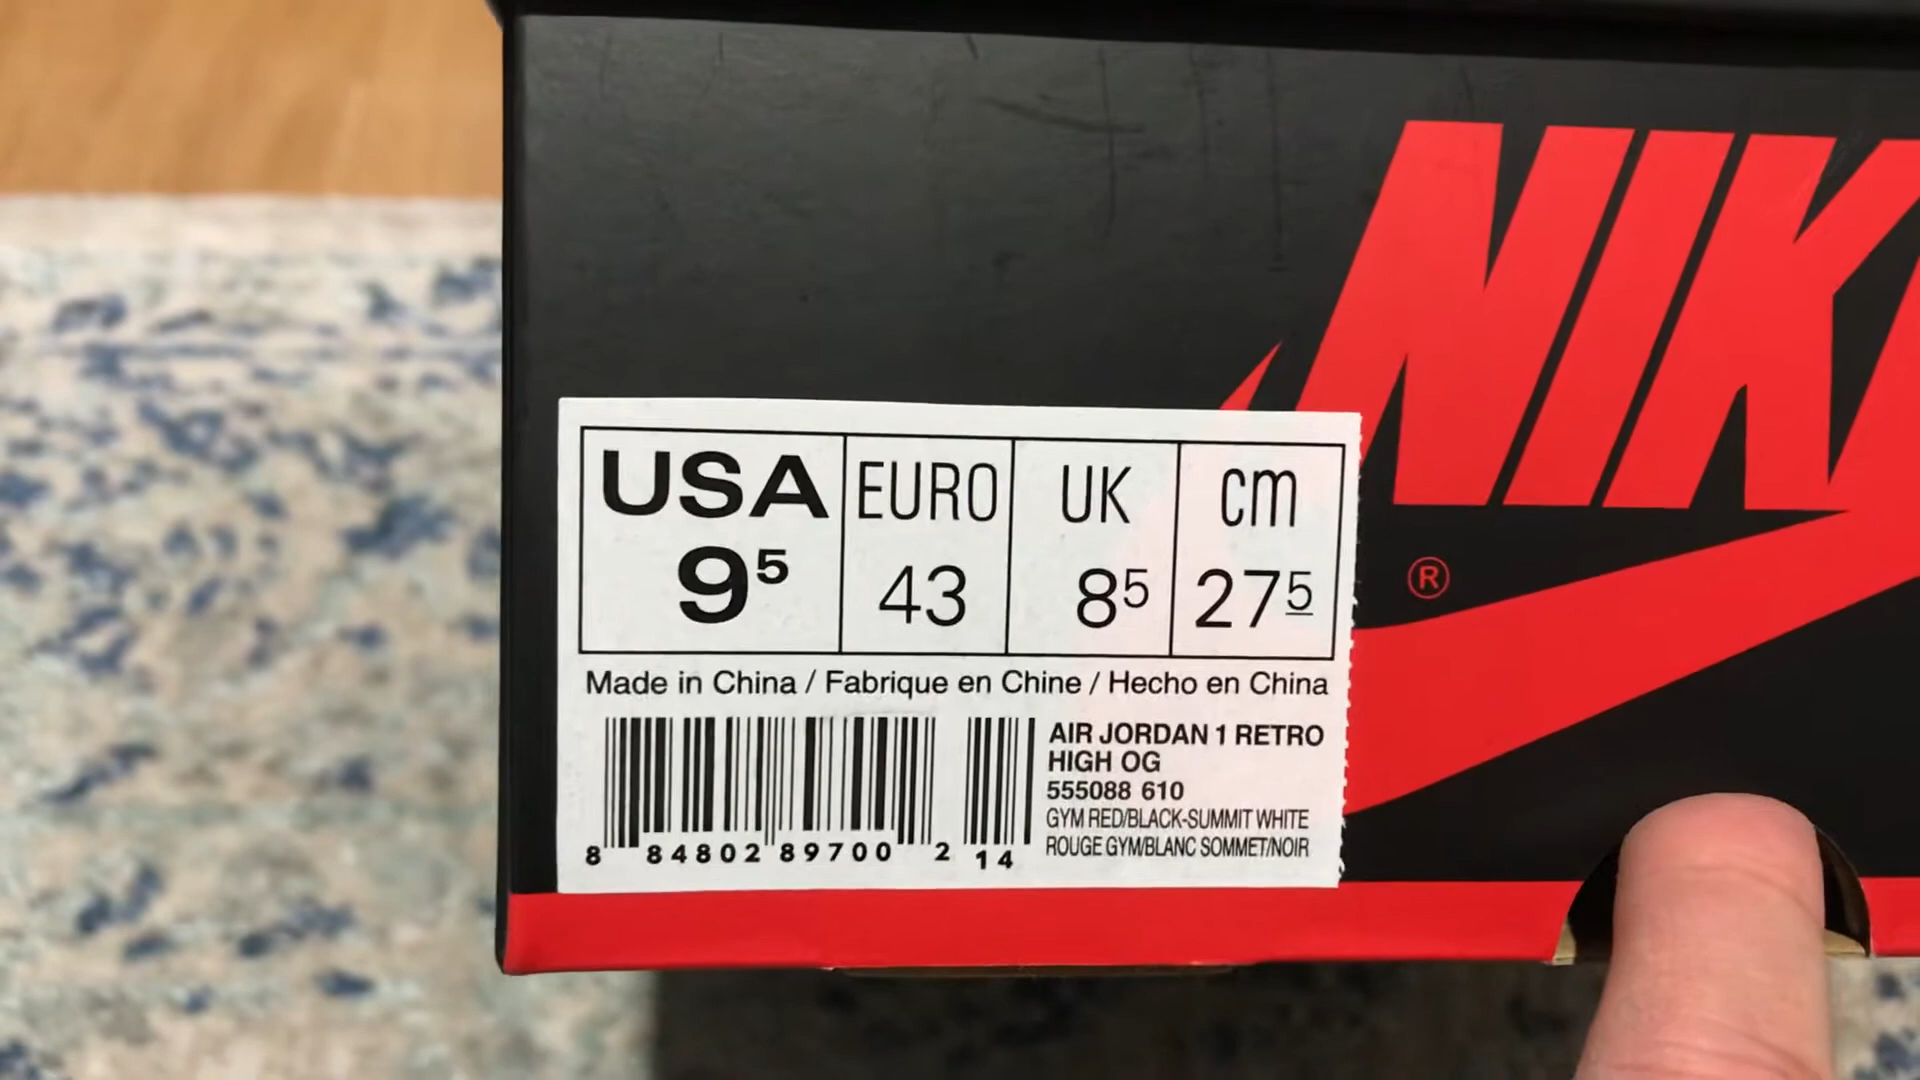 NIK
®
USA EURO UK cm
9⁵ 43 8⁵ 27⁵
Made in China / Fabrique en Chine / Hecho en China
AIR JORDAN 1 RETRO
HIGH OG
555088 610
GYM RED/BLACK-SUMMIT WHITE
ROUGE GYM/BLANC SOMMET/NOIR
8 84802 89700 2 14